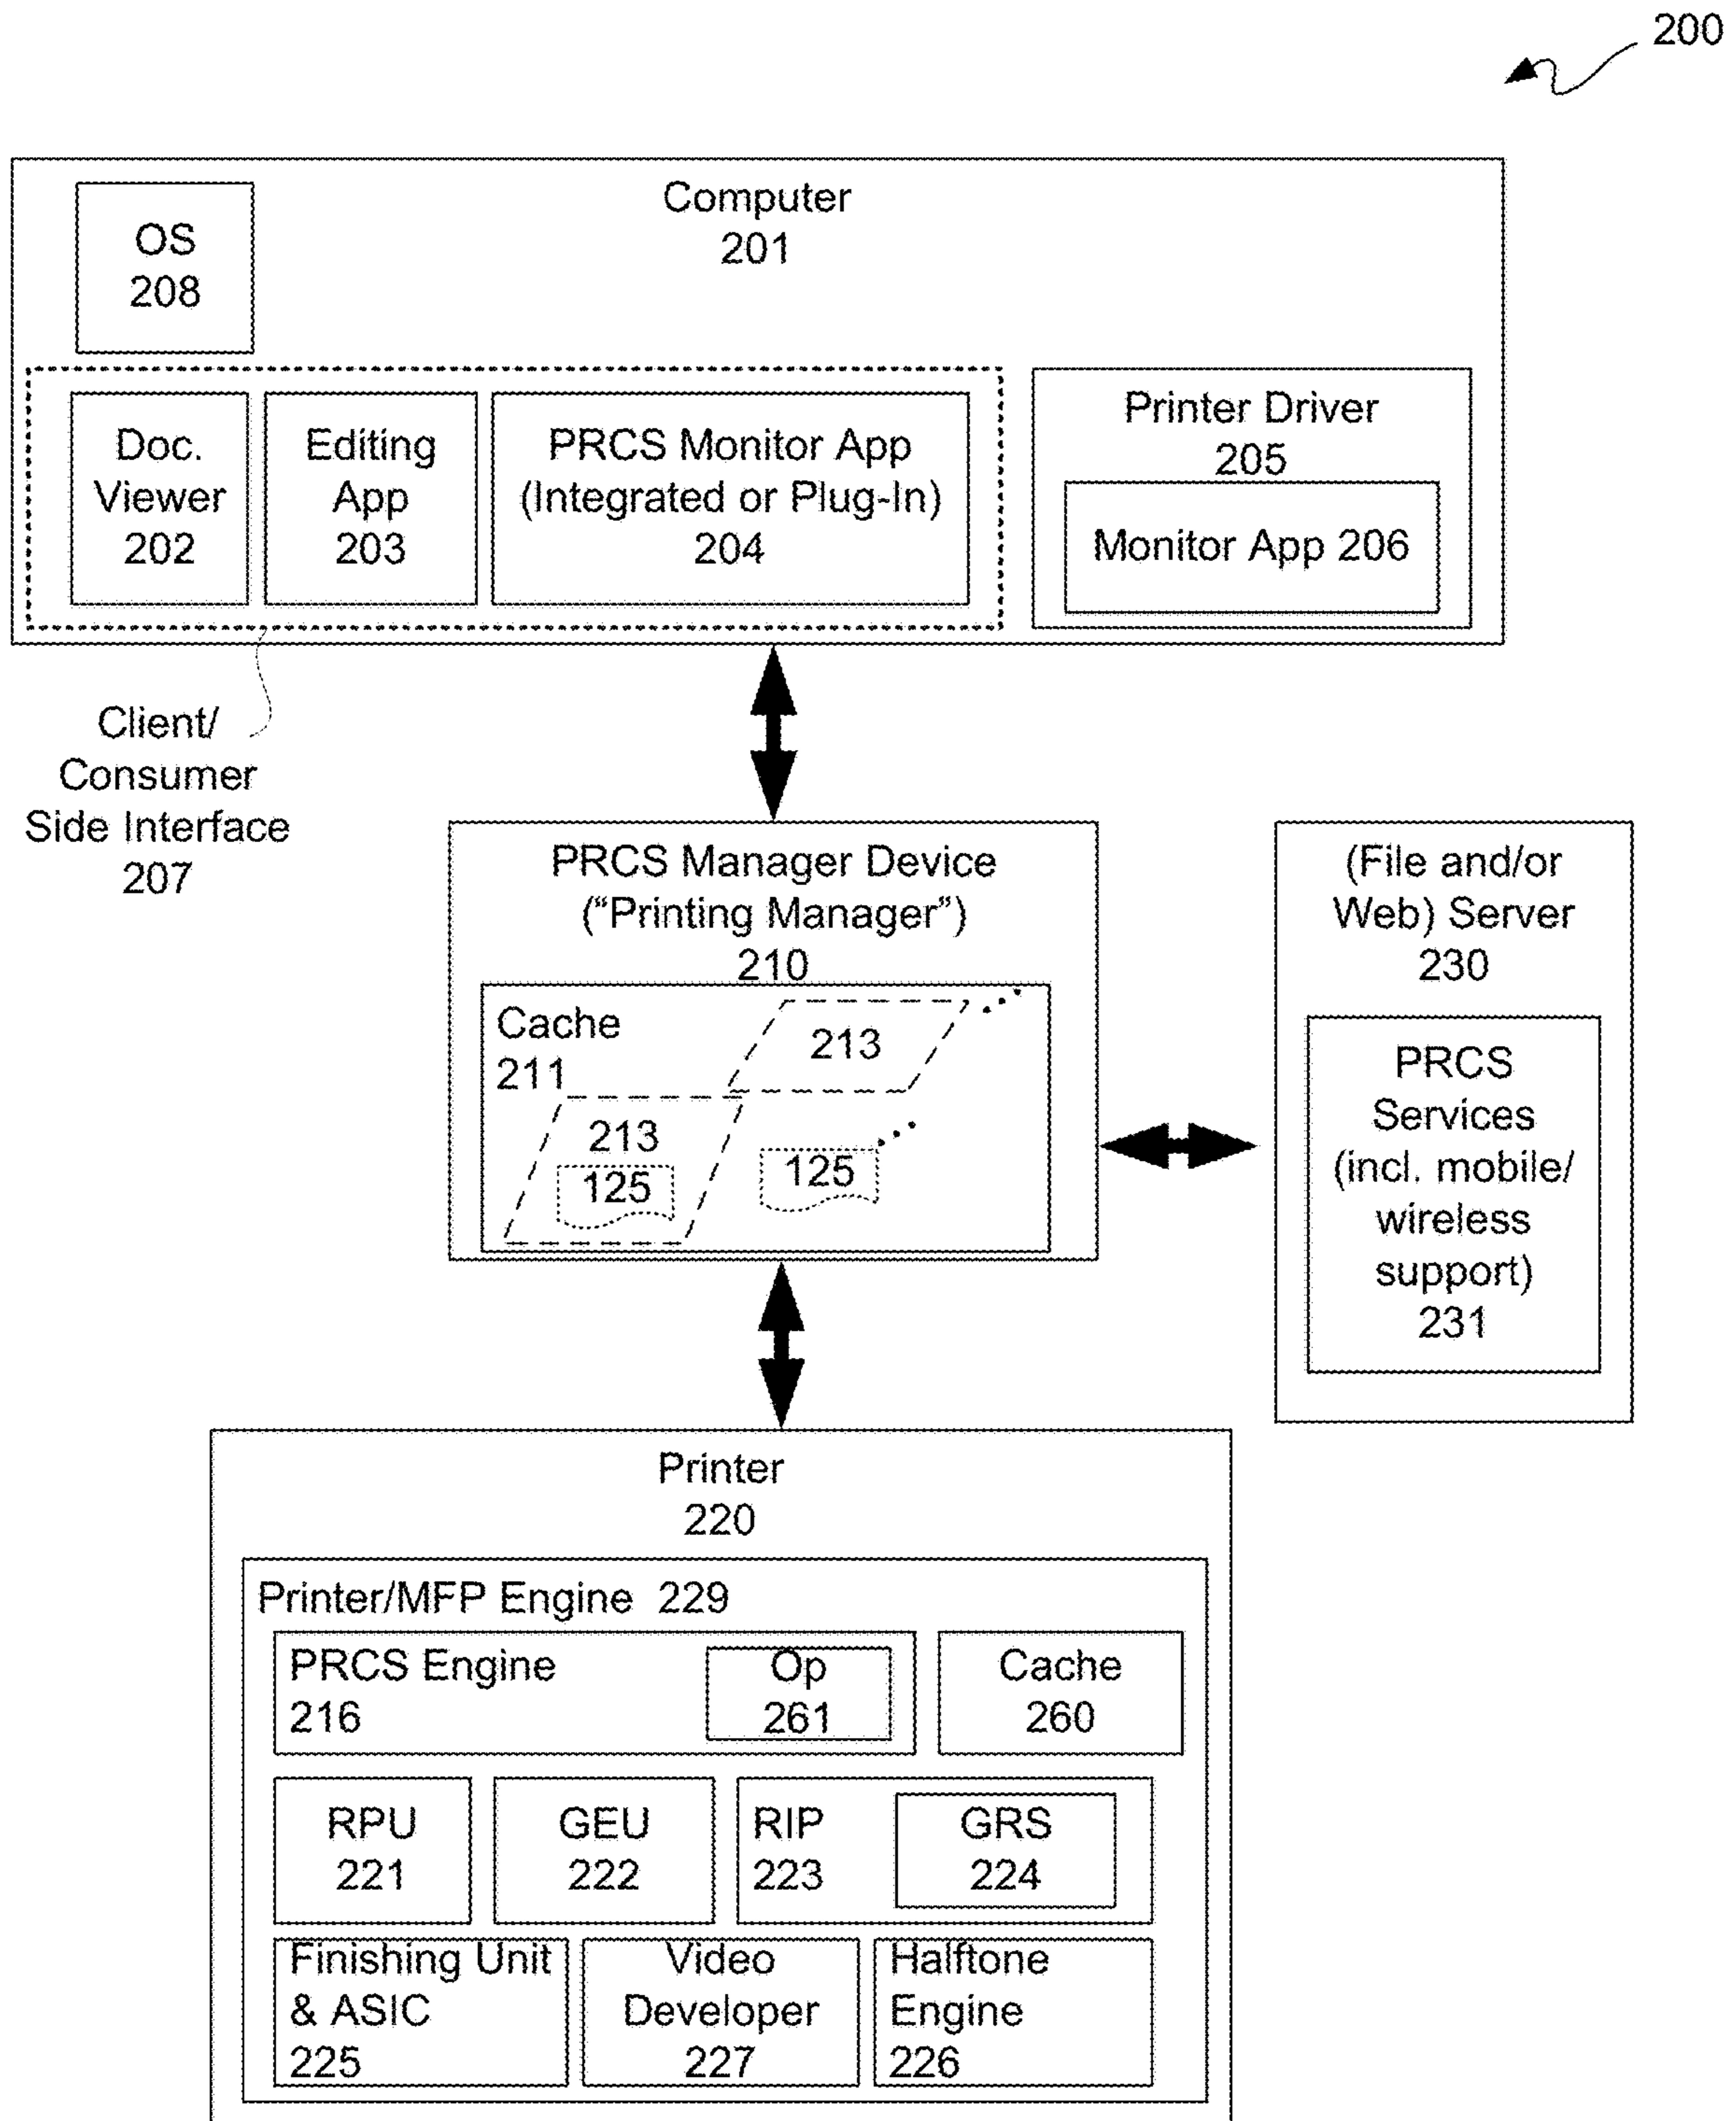 200
Computer
201
OS
208
Doc.
Viewer
202
Editing
App
203
PRCS Monitor App
(Integrated or Plug-In)
204
Printer Driver
205
Monitor App 206
Client/
Consumer
Side Interface
207
PRCS Manager Device
(“Printing Manager”)
210
Cache
211
213
213
125
125
(File and/or
Web) Server
230
PRCS
Services
(incl. mobile/
wireless
support)
231
Printer
220
Printer/MFP Engine 229
PRCS Engine
216
Op
261
Cache
260
RPU
221
GEU
222
RIP
223
GRS
224
Finishing Unit
& ASIC
225
Video
Developer
227
Halftone
Engine
226